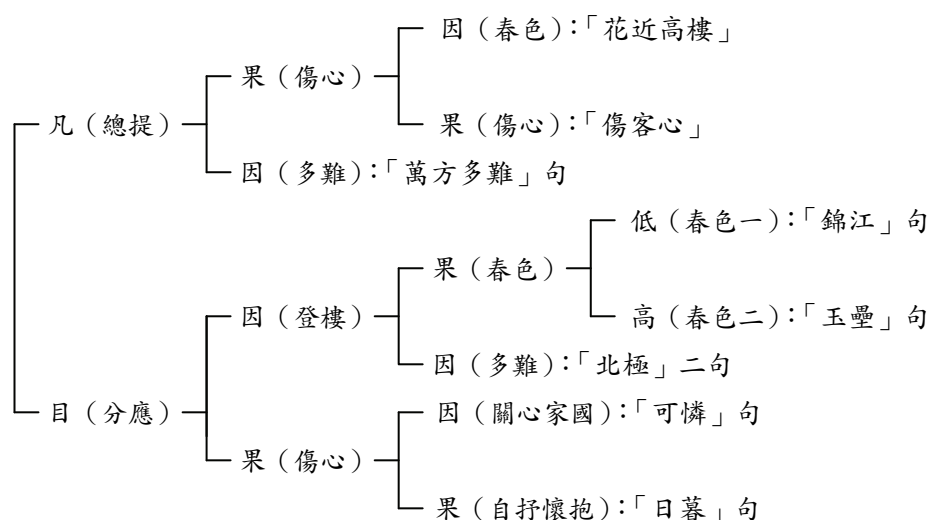 因（春色）：「花近高樓」
果（傷心）
果（傷心）：「傷客心」
凡（總提）
因（多難）：「萬方多難」句
低（春色一）：「錦江」句
果（春色）
高（春色二）：「玉壘」句
因（登樓）
因（多難）：「北極」二句
目（分應）
因（關心家國）：「可憐」句
果（傷心）
果（自抒懷抱）：「日暮」句